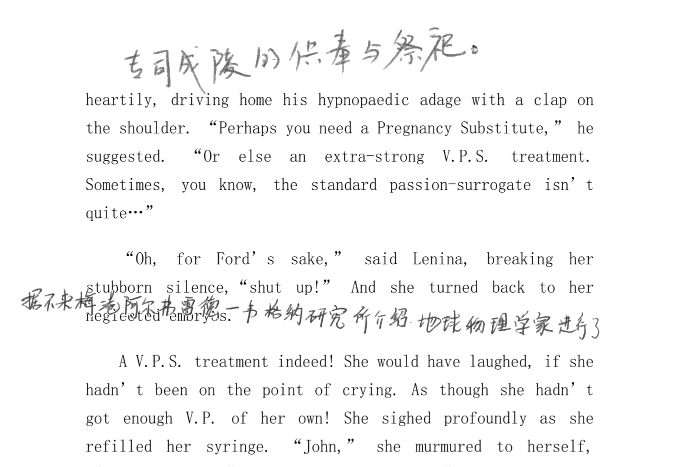 专司成陵的保奉与祭祀。
heartily, driving home his hypnopaedic adage with a clap on
the shoulder. “Perhaps you need a Pregnancy Substitute,” he
suggested. “Or else an extra-strong V.P.S. treatment.
Sometimes, you know, the standard passion-surrogate isn’t
quite…”
“Oh, for Ford’s sake,” said Lenina, breaking her
stubborn silence,“shut up!” And she turned back to her
据不来梅港阿尔弗雷德—韦格纳研究所介绍 地球物理学家进行了
neglected embryos.
A V.P.S. treatment indeed! She would have laughed, if she
hadn’t been on the point of crying. As though she hadn’t
got enough V.P. of her own! She sighed profoundly as she
refilled her syringe. “John,” she murmured to herself,